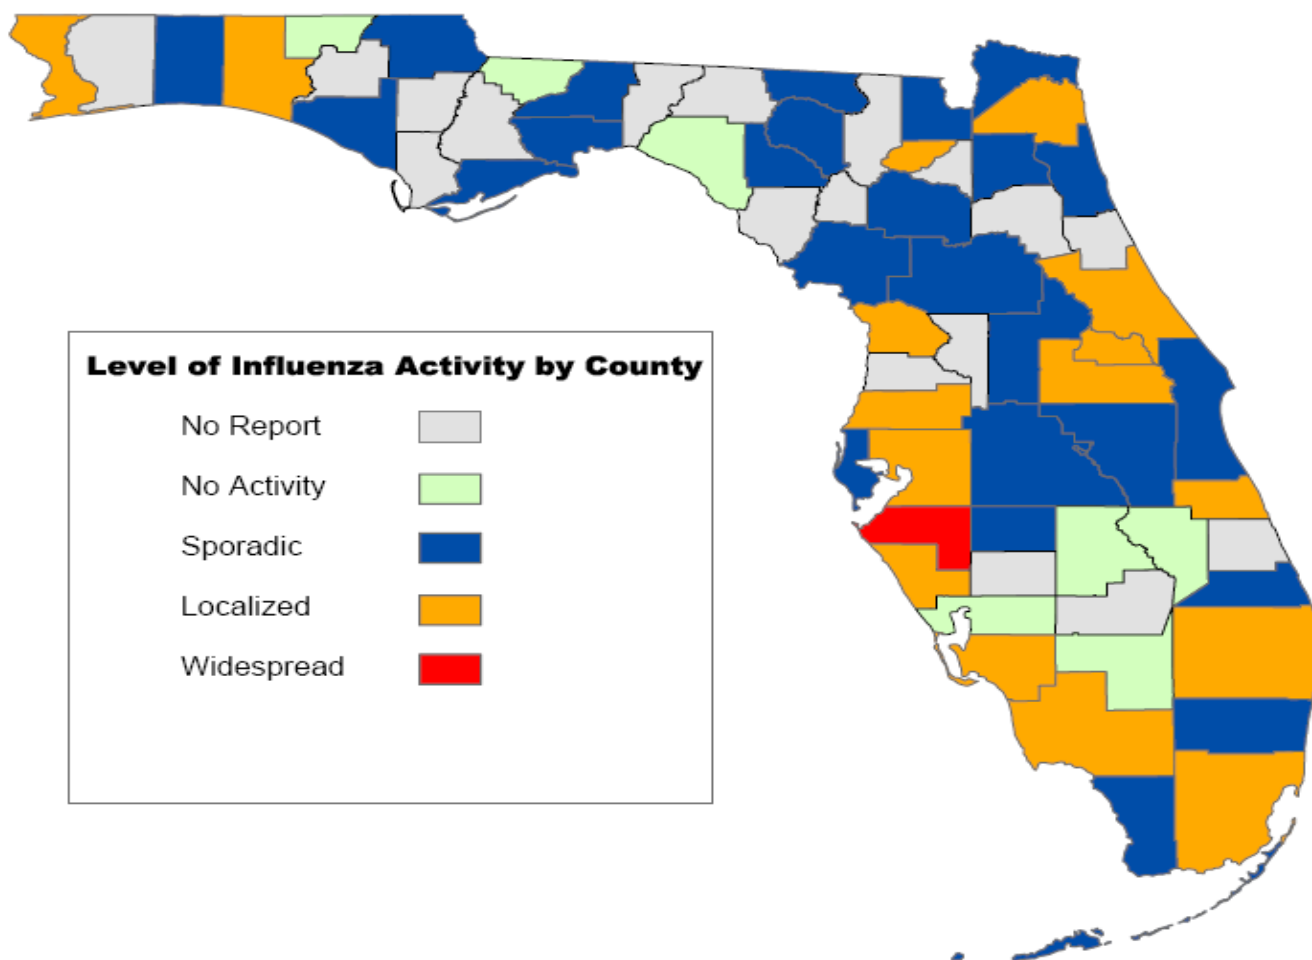 Level of Influenza Activity by County
No Report
No Activity
Sporadic
Localized
Widespread